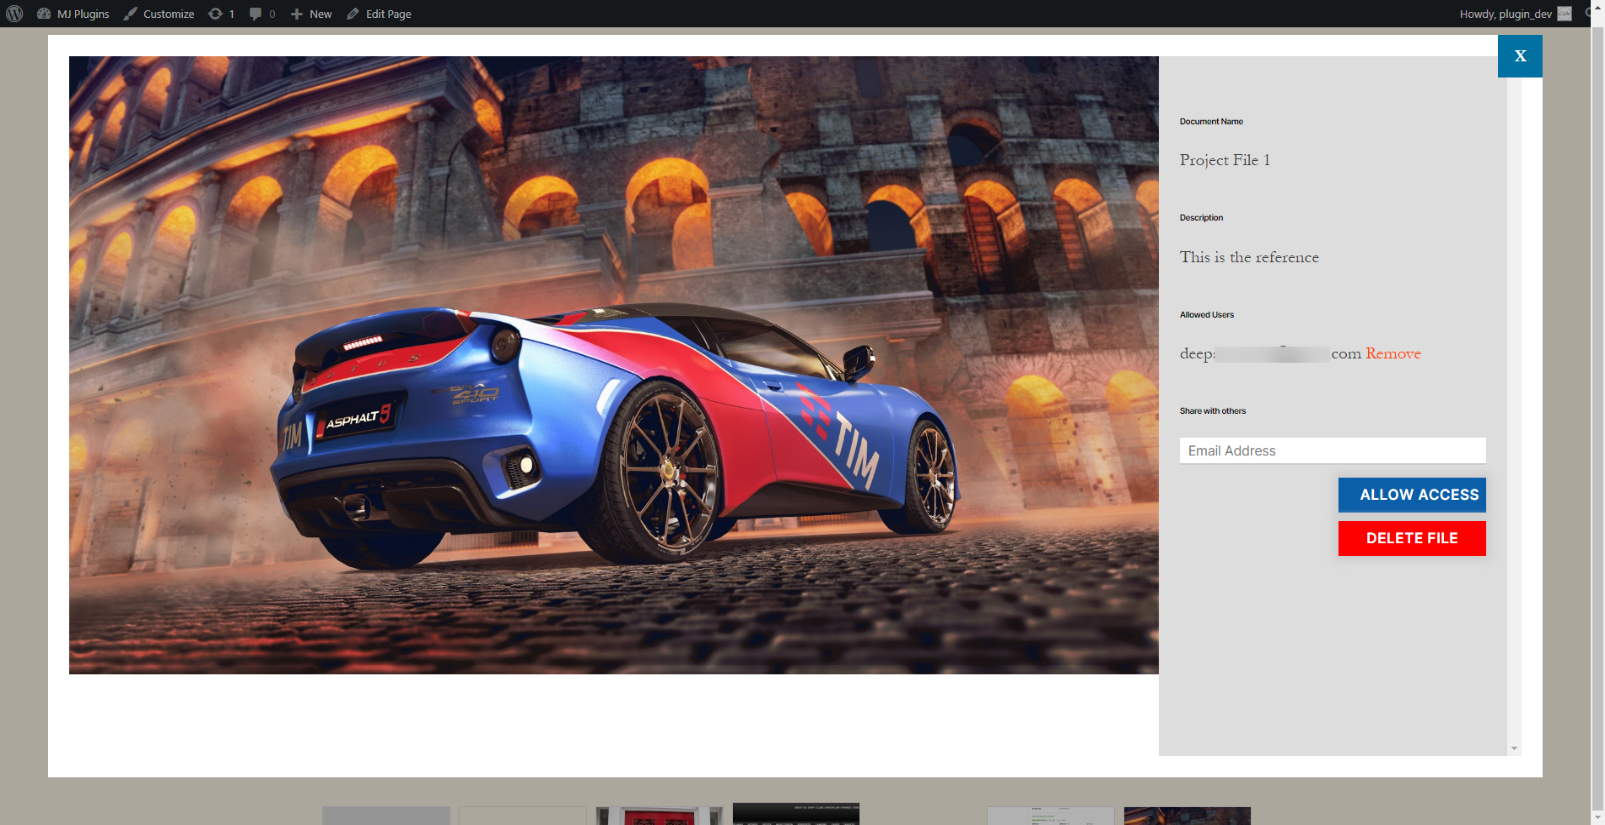 MJ Plugins Customize 1 0 New Edit Page Howdy, plugin_dev
X
Document Name
Project File 1
Description
This is the reference
Allowed Users
deep com Remove
Share with others
Email Address
ALLOW ACCESS
DELETE FILE
TIM
ASPHALT 9
410
SPORT
TIM